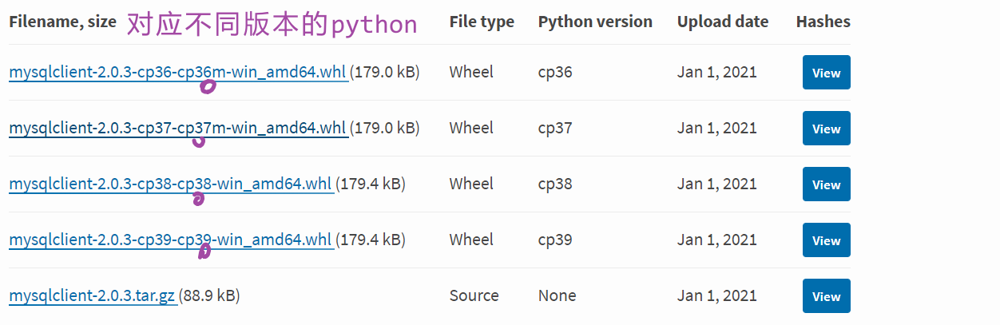 Filename, size 对应不同版本的python File type Python version Upload date Hashes
mysqlclient-2.0.3-cp36-cp36m-win_amd64.whl (179.0 kB) Wheel cp36 Jan 1, 2021 View
mysqlclient-2.0.3-cp37-cp37m-win_amd64.whl (179.0 kB) Wheel cp37 Jan 1, 2021 View
mysqlclient-2.0.3-cp38-cp38-win_amd64.whl (179.4 kB) Wheel cp38 Jan 1, 2021 View
mysqlclient-2.0.3-cp39-cp39-win_amd64.whl (179.4 kB) Wheel cp39 Jan 1, 2021 View
mysqlclient-2.0.3.tar.gz (88.9 kB) Source None Jan 1, 2021 View